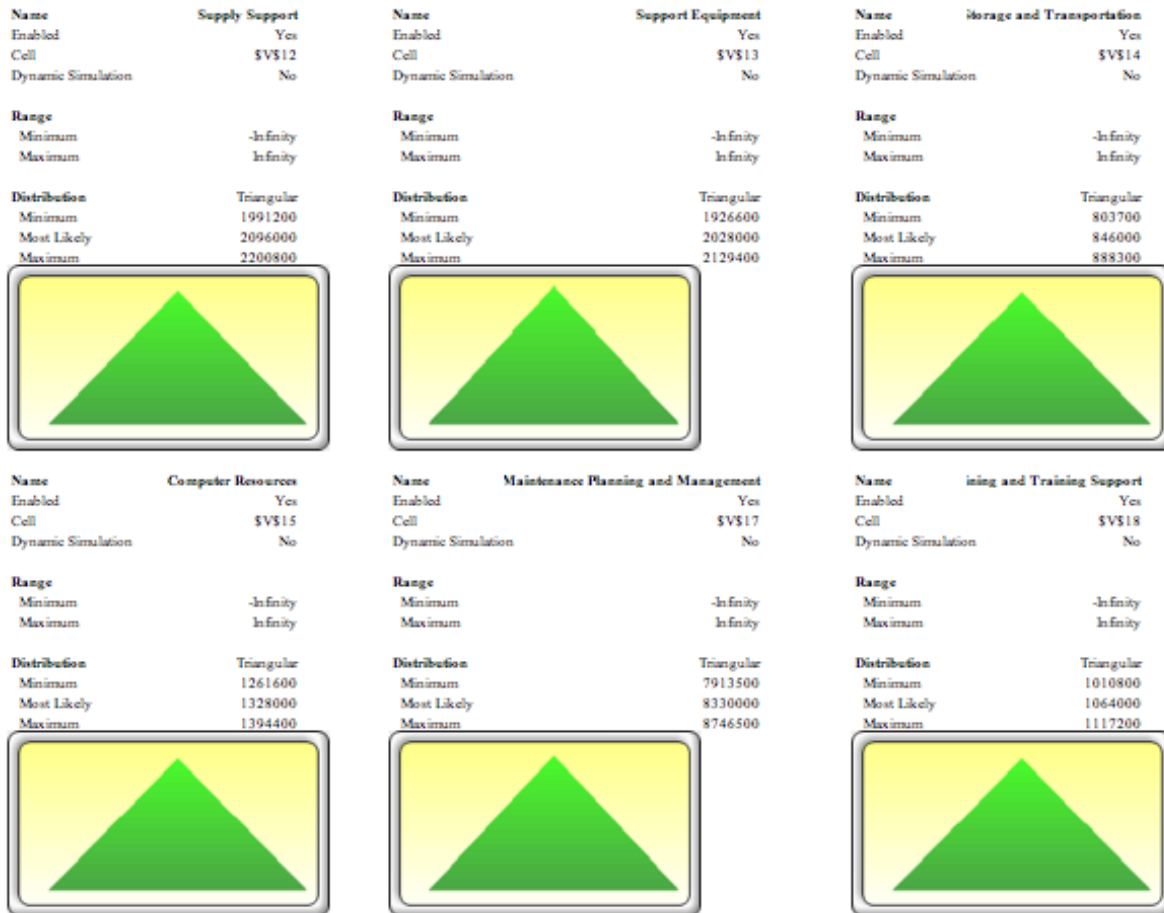 Name Supply Support
Enabled Yes
Cell $V$12
Dynamic Simulation No
Range
Minimum -Infinity
Maximum Infinity
Distribution Triangular
Minimum 1991200
Most Likely 2096000
Maximum 2200800
Name Support Equipment
Enabled Yes
Cell $V$13
Dynamic Simulation No
Range
Minimum -Infinity
Maximum Infinity
Distribution Triangular
Minimum 1926600
Most Likely 2028000
Maximum 2129400
Name and Transportation
Enabled Yes
Cell $V$14
Dynamic Simulation No
Range
Minimum -Infinity
Maximum Infinity
Distribution Triangular
Minimum 803700
Most Likely 846000
Maximum 888300
Name Computer Resources
Enabled Yes
Cell $V$15
Dynamic Simulation No
Range
Minimum -Infinity
Maximum Infinity
Distribution Triangular
Minimum 1261600
Most Likely 1328000
Maximum 1394400
Name Maintenance Planning and Management
Enabled Yes
Cell $V$17
Dynamic Simulation No
Range
Minimum -Infinity
Maximum Infinity
Distribution Triangular
Minimum 7913500
Most Likely 8330000
Maximum 8746500
Name ining and Training Support
Enabled Yes
Cell $V$18
Dynamic Simulation No
Range
Minimum -Infinity
Maximum Infinity
Distribution Triangular
Minimum 1010800
Most Likely 1064000
Maximum 1117200